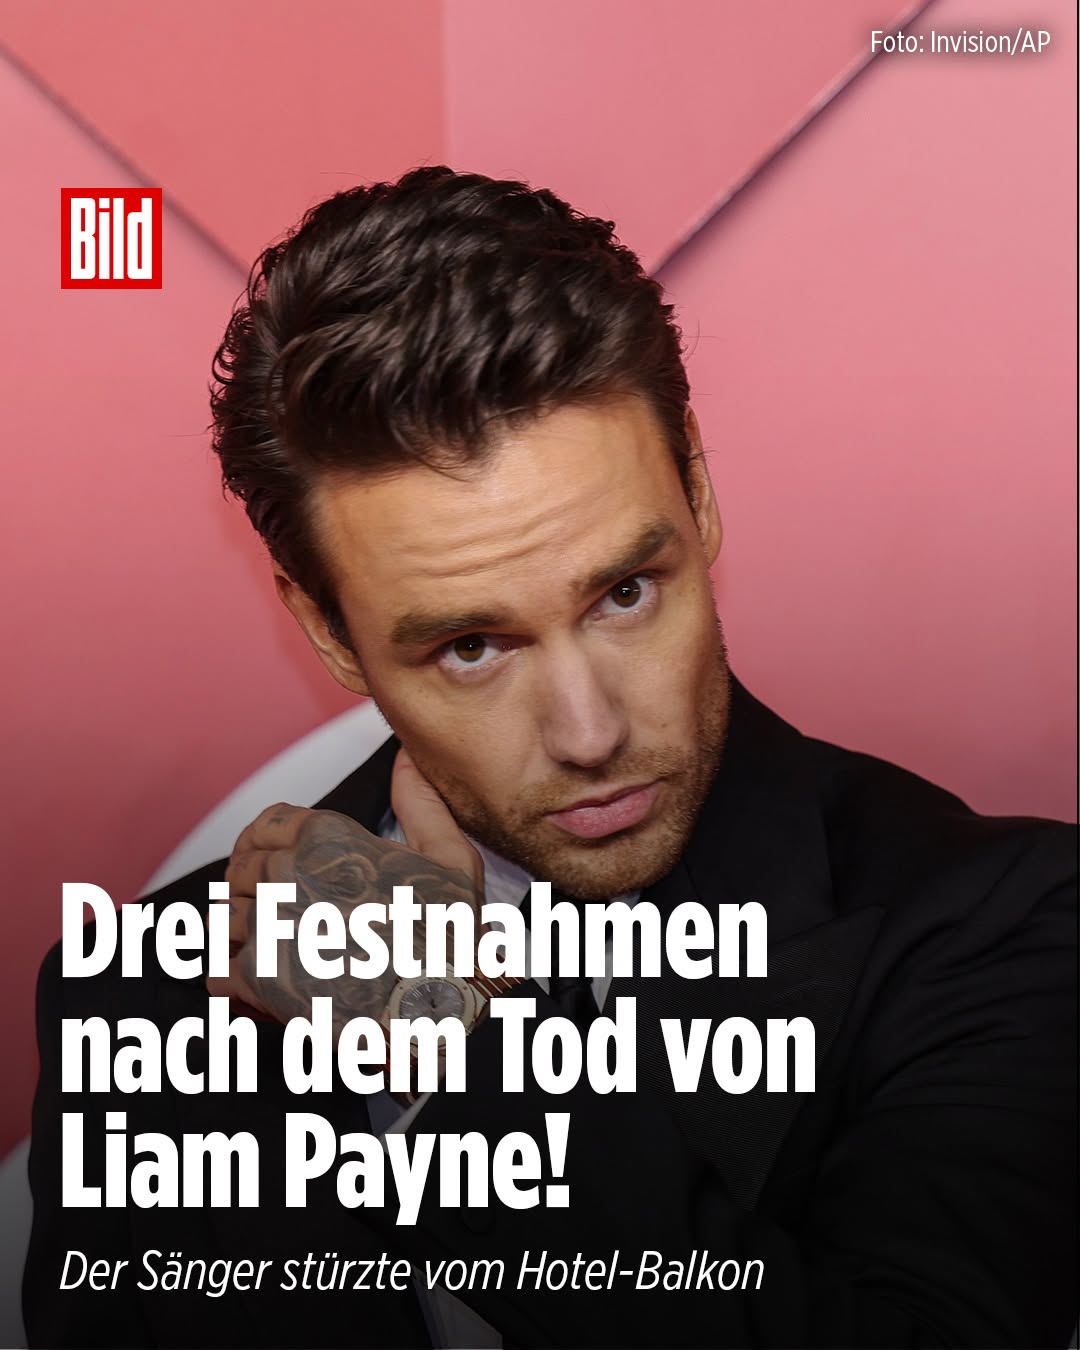 Foto: Invision/AP
Bild
Drei Festnahmen
nach dem Tod von
Liam Payne!
Der Sänger stürzte vom Hotel-Balkon